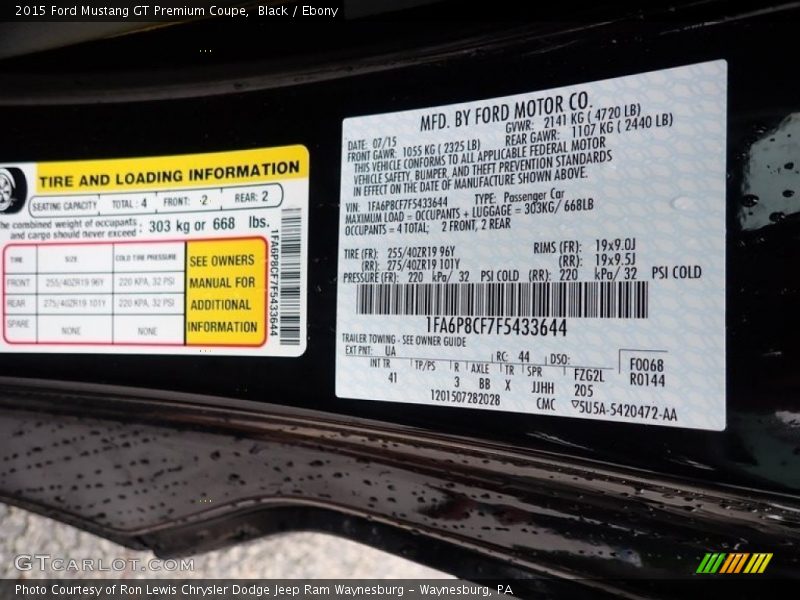 2015 Ford Mustang GT Premium Coupe, Black / Ebony
TIRE AND LOADING INFORMATION
SEATING CAPACITY TOTAL: 4 FRONT: 2 REAR: 2
The combined weight of occupants and cargo should never exceed: 303 kg or 668 lbs.
TIRE SIZE COLD TIRE PRESSURE
FRONT 255/40ZR19 96Y 220 KPA, 32 PSI
REAR 275/40ZR19 101Y 220 KPA, 32 PSI
SPARE NONE NONE
SEE OWNERS
MANUAL FOR
ADDITIONAL
INFORMATION
1FA6P8CF7F5433644
MFD. BY FORD MOTOR CO.
DATE: 07/15 GVWR: 2141 KG ( 4720 LB)
FRONT GAWR: 1055 KG ( 2325 LB) REAR GAWR: 1107 KG ( 2440 LB)
THIS VEHICLE CONFORMS TO ALL APPLICABLE FEDERAL MOTOR
VEHICLE SAFETY, BUMPER, AND THEFT PREVENTION STANDARDS
IN EFFECT ON THE DATE OF MANUFACTURE SHOWN ABOVE.
VIN: 1FA6P8CF7F5433644 TYPE: Passenger Car
MAXIMUM LOAD = OCCUPANTS + LUGGAGE = 303KG/ 668LB
OCCUPANTS = 4 TOTAL; 2 FRONT, 2 REAR
TIRE (FR): 255/40ZR19 96Y RIMS (FR): 19x9.0J
(RR): 275/40ZR19 101Y (RR): 19x9.5J
PRESSURE (FR): 220 kPa/ 32 PSI COLD (RR): 220 kPa/ 32 PSI COLD
1FA6P8CF7F5433644
TRAILER TOWING - SEE OWNER GUIDE
EXT PNT: UA RC: 44 DSO: F0068
INT TR TP/PS R AXLE TR SPR FZG2L R0144
41 3 BB X JJHH 205
1201507282028 CMC ▽5U5A-5420472-AA
GTCARLOT.COM
Photo Courtesy of Ron Lewis Chrysler Dodge Jeep Ram Waynesburg - Waynesburg, PA